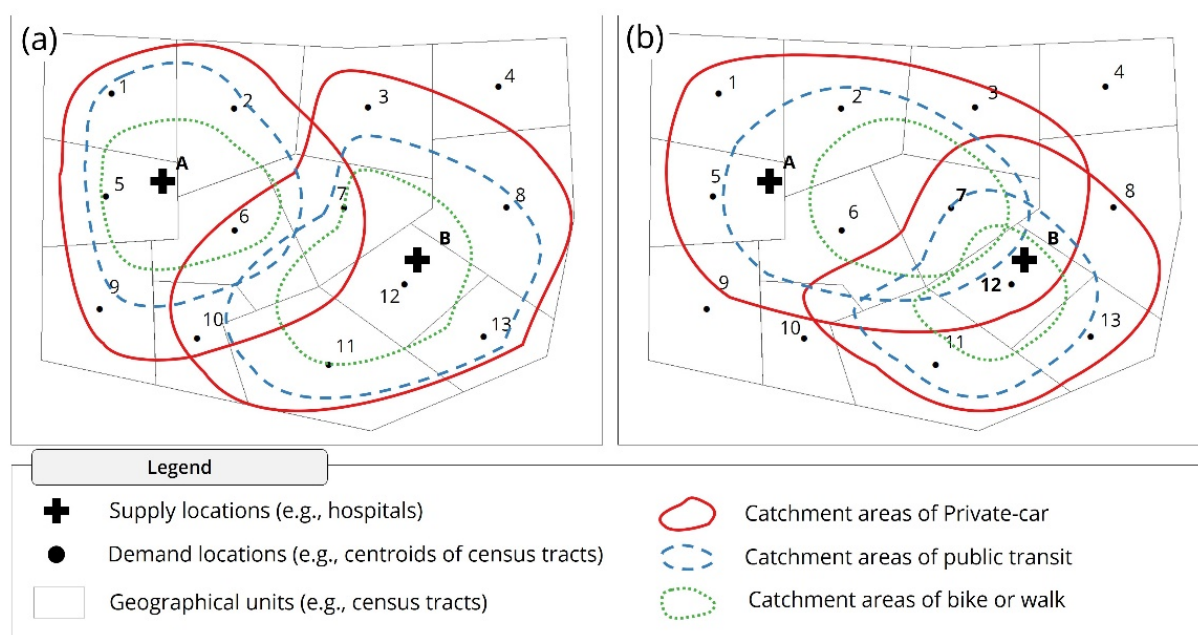 (a)
1
2
3
4
A
5
6
7
8
B
9
10
11
12
13
(b)
1
2
3
4
A
5
6
7
8
B
9
10
11
12
13
Legend
Supply locations (e.g., hospitals)
Demand locations (e.g., centroids of census tracts)
Geographical units (e.g., census tracts)
Catchment areas of Private-car
Catchment areas of public transit
Catchment areas of bike or walk